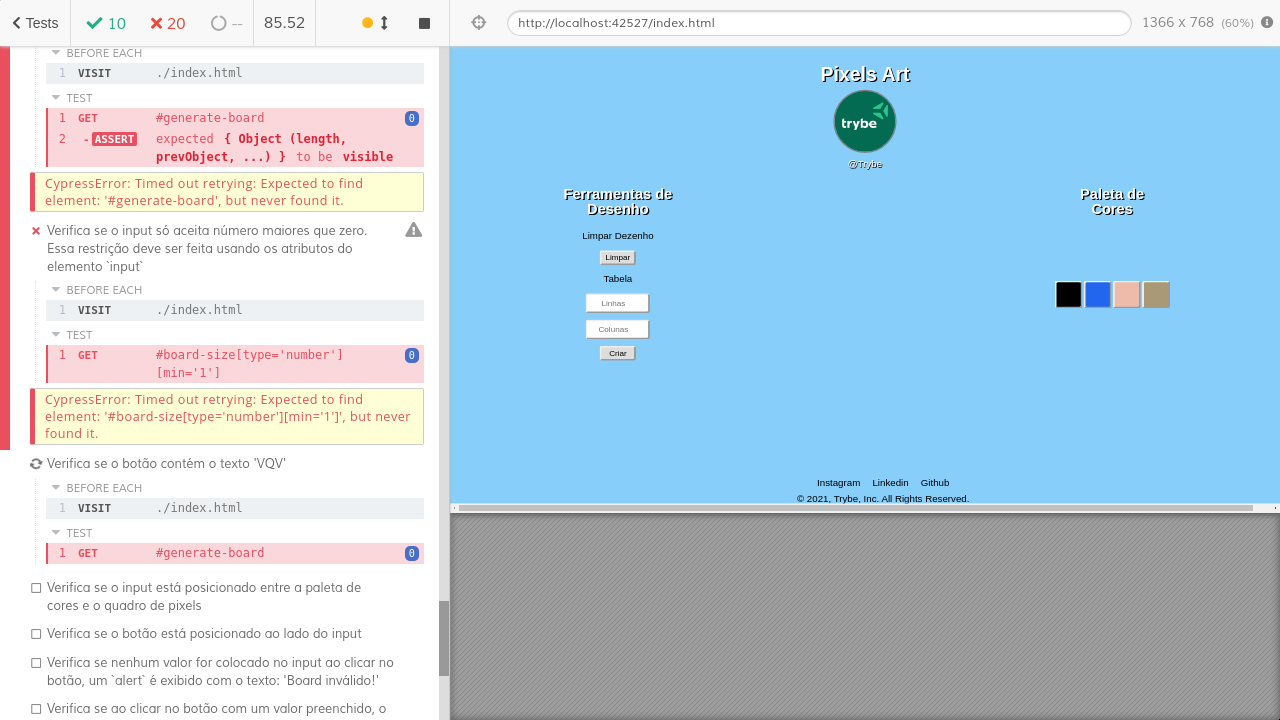 Tests
10
20
--
85.52
http://localhost:42527/index.html
1366 x 768 (60%)
BEFORE EACH
1 VISIT ./index.html
TEST
1 GET #generate-board 0
2 -ASSERT expected { Object (length,
prevObject, ...) } to be visible
CypressError: Timed out retrying: Expected to find
element: '#generate-board', but never found it.
Verifica se o input só aceita número maiores que zero.
Essa restrição deve ser feita usando os atributos do
elemento `input`
BEFORE EACH
1 VISIT ./index.html
TEST
1 GET #board-size[type='number'] 0
[min='1']
CypressError: Timed out retrying: Expected to find
element: '#board-size[type='number'][min='1']', but never
found it.
Verifica se o botão contém o texto 'VQV'
BEFORE EACH
1 VISIT ./index.html
TEST
1 GET #generate-board 0
Verifica se o input está posicionado entre a paleta de
cores e o quadro de pixels
Verifica se o botão está posicionado ao lado do input
Verifica se nenhum valor for colocado no input ao clicar no
botão, um `alert` é exibido com o texto: 'Board inválido!'
Verifica se ao clicar no botão com um valor preenchido, o
Pixels Art
trybe
@Trybe
Ferramentas de
Desenho
Limpar Dezenho
Limpar
Tabela
Linhas
Colunas
Criar
Paleta de
Cores
Instagram Linkedin Github
© 2021, Trybe, Inc. All Rights Reserved.